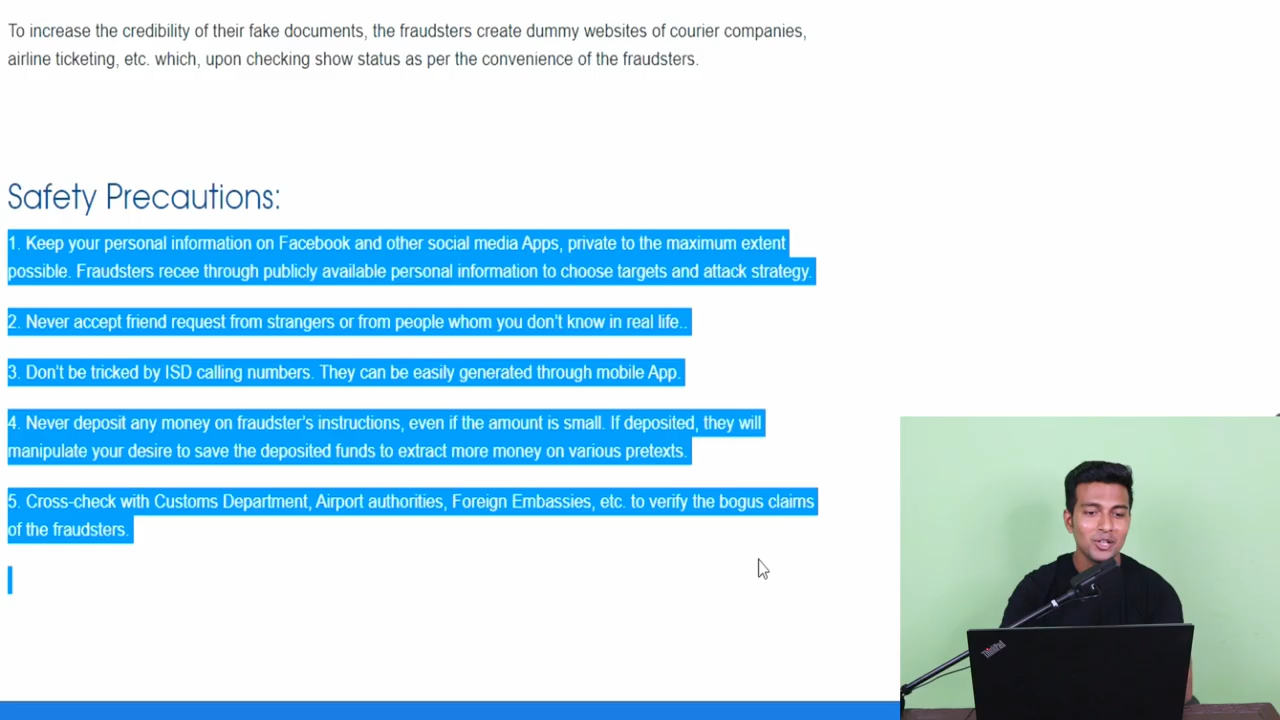 To increase the credibility of their fake documents, the fraudsters create dummy websites of courier companies,
airline ticketing, etc. which, upon checking show status as per the convenience of the fraudsters.
Safety Precautions:
1. Keep your personal information on Facebook and other social media Apps, private to the maximum extent
possible. Fraudsters recee through publicly available personal information to choose targets and attack strategy.
2. Never accept friend request from strangers or from people whom you don't know in real life..
3. Don't be tricked by ISD calling numbers. They can be easily generated through mobile App.
4. Never deposit any money on fraudster's instructions, even if the amount is small. If deposited, they will
manipulate your desire to save the deposited funds to extract more money on various pretexts.
5. Cross-check with Customs Department, Airport authorities, Foreign Embassies, etc. to verify the bogus claims
of the fraudsters.
ThinkPad